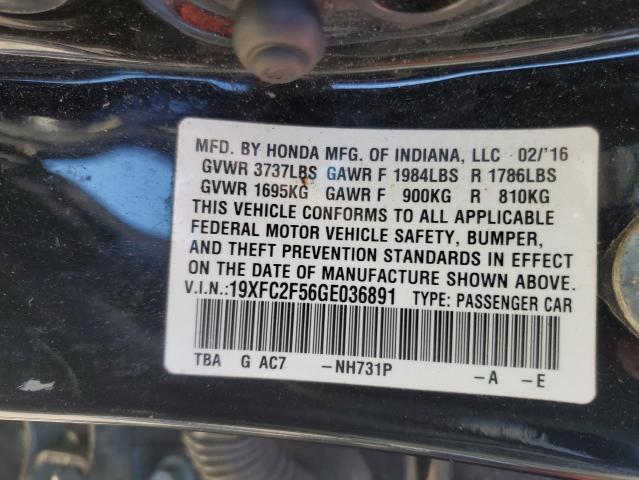 MFD. BY HONDA MFG. OF INDIANA, LLC 02/'16
GVWR 3737LBS GAWR F 1984LBS R 1786LBS
GVWR 1695KG GAWR F 900KG R 810KG
THIS VEHICLE CONFORMS TO ALL APPLICABLE
FEDERAL MOTOR VEHICLE SAFETY, BUMPER,
AND THEFT PREVENTION STANDARDS IN EFFECT
ON THE DATE OF MANUFACTURE SHOWN ABOVE.
V.I.N.:19XFC2F56GE036891 TYPE: PASSENGER CAR
TBA G AC7 -NH731P -A -E